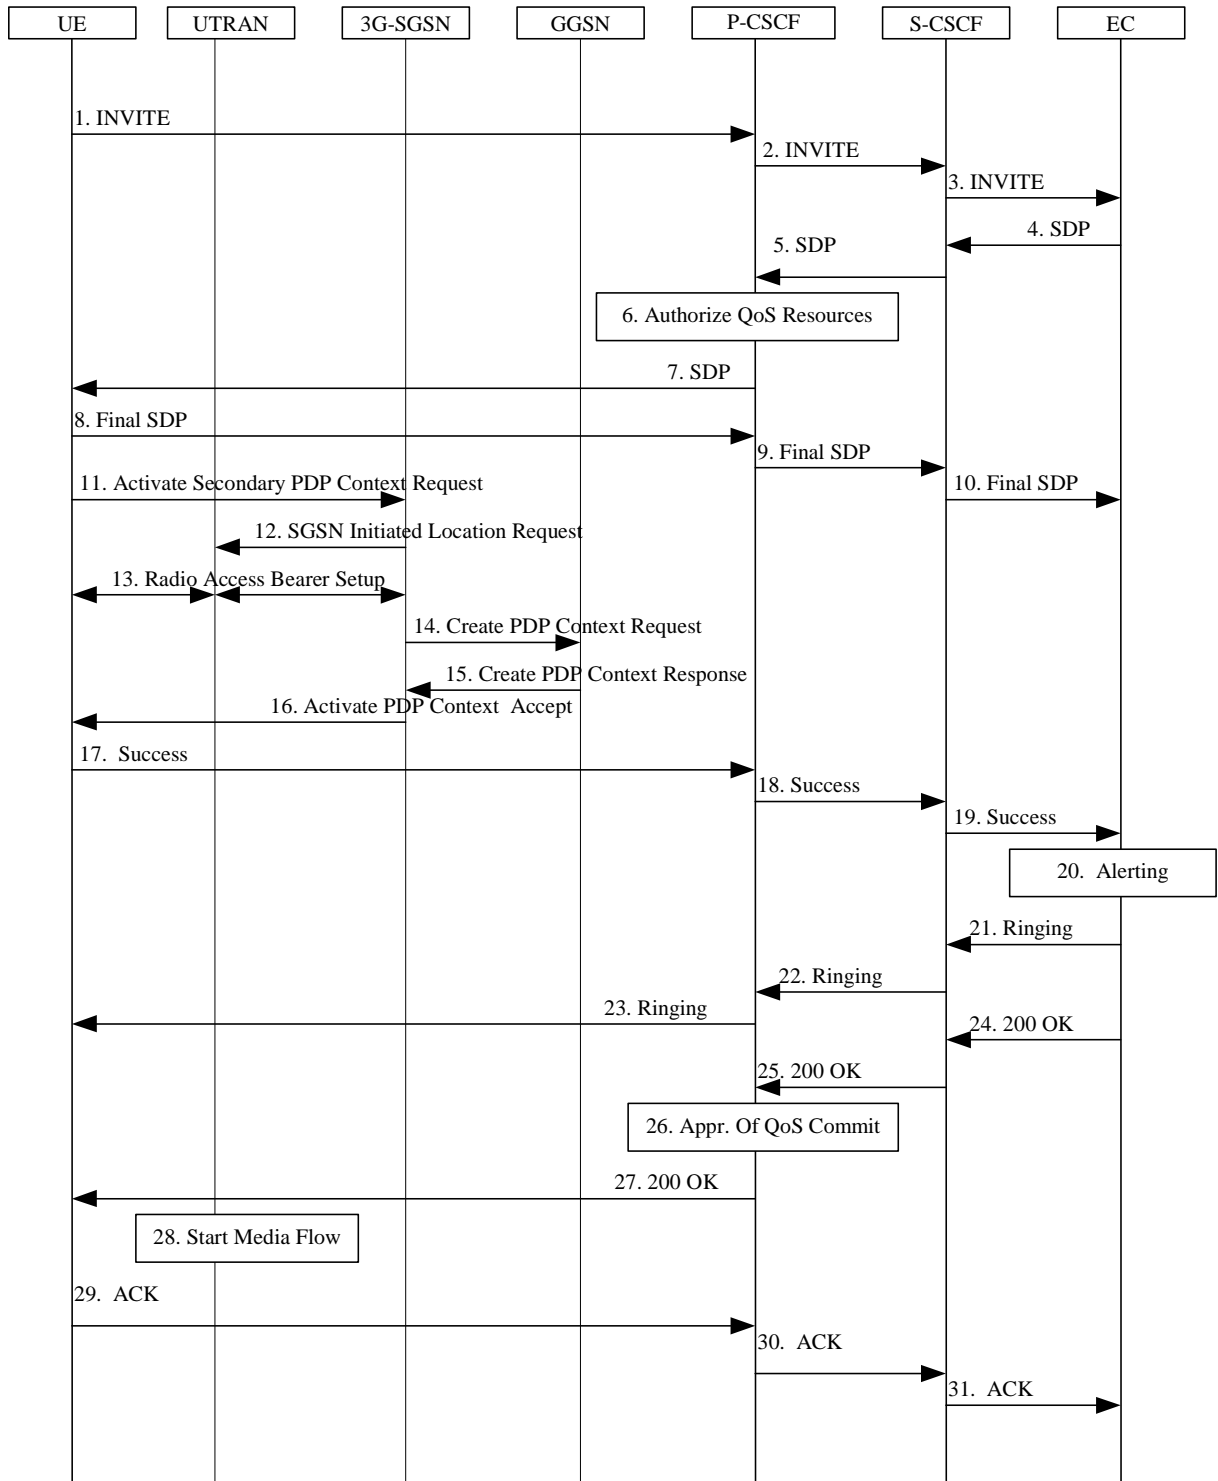 UE
UTRAN
3G-SGSN
GGSN
P-CSCF
S-CSCF
EC
1. INVITE
2. INVITE
3. INVITE
4. SDP
5. SDP
6. Authorize QoS Resources
7. SDP
8. Final SDP
9. Final SDP
10. Final SDP
11. Activate Secondary PDP Context Request
12. SGSN Initiated Location Request
13. Radio Access Bearer Setup
14. Create PDP Context Request
15. Create PDP Context Response
16. Activate PDP Context Accept
17. Success
18. Success
19. Success
20. Alerting
21. Ringing
22. Ringing
23. Ringing
24. 200 OK
25. 200 OK
26. Appr. Of QoS Commit
27. 200 OK
28. Start Media Flow
29. ACK
30. ACK
31. ACK